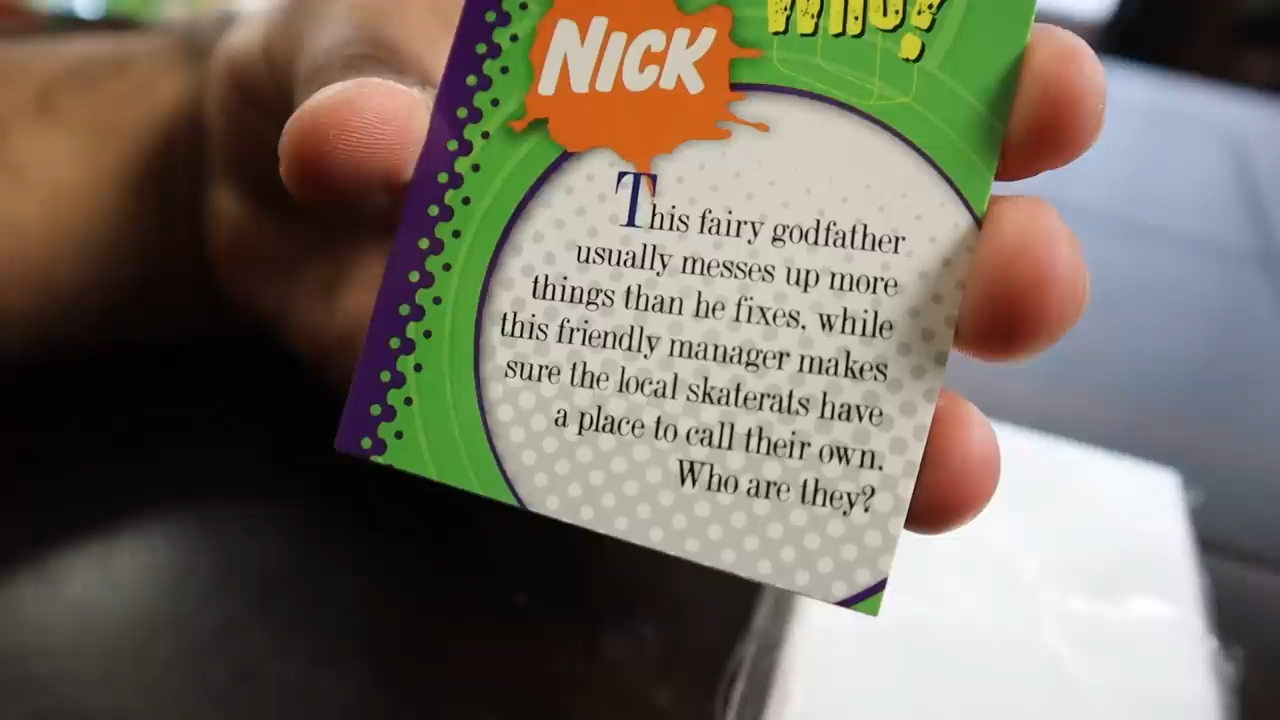 Who?
NICK
This fairy godfather
usually messes up more
things than he fixes, while
this friendly manager makes
sure the local skaterats have
a place to call their own.
Who are they?